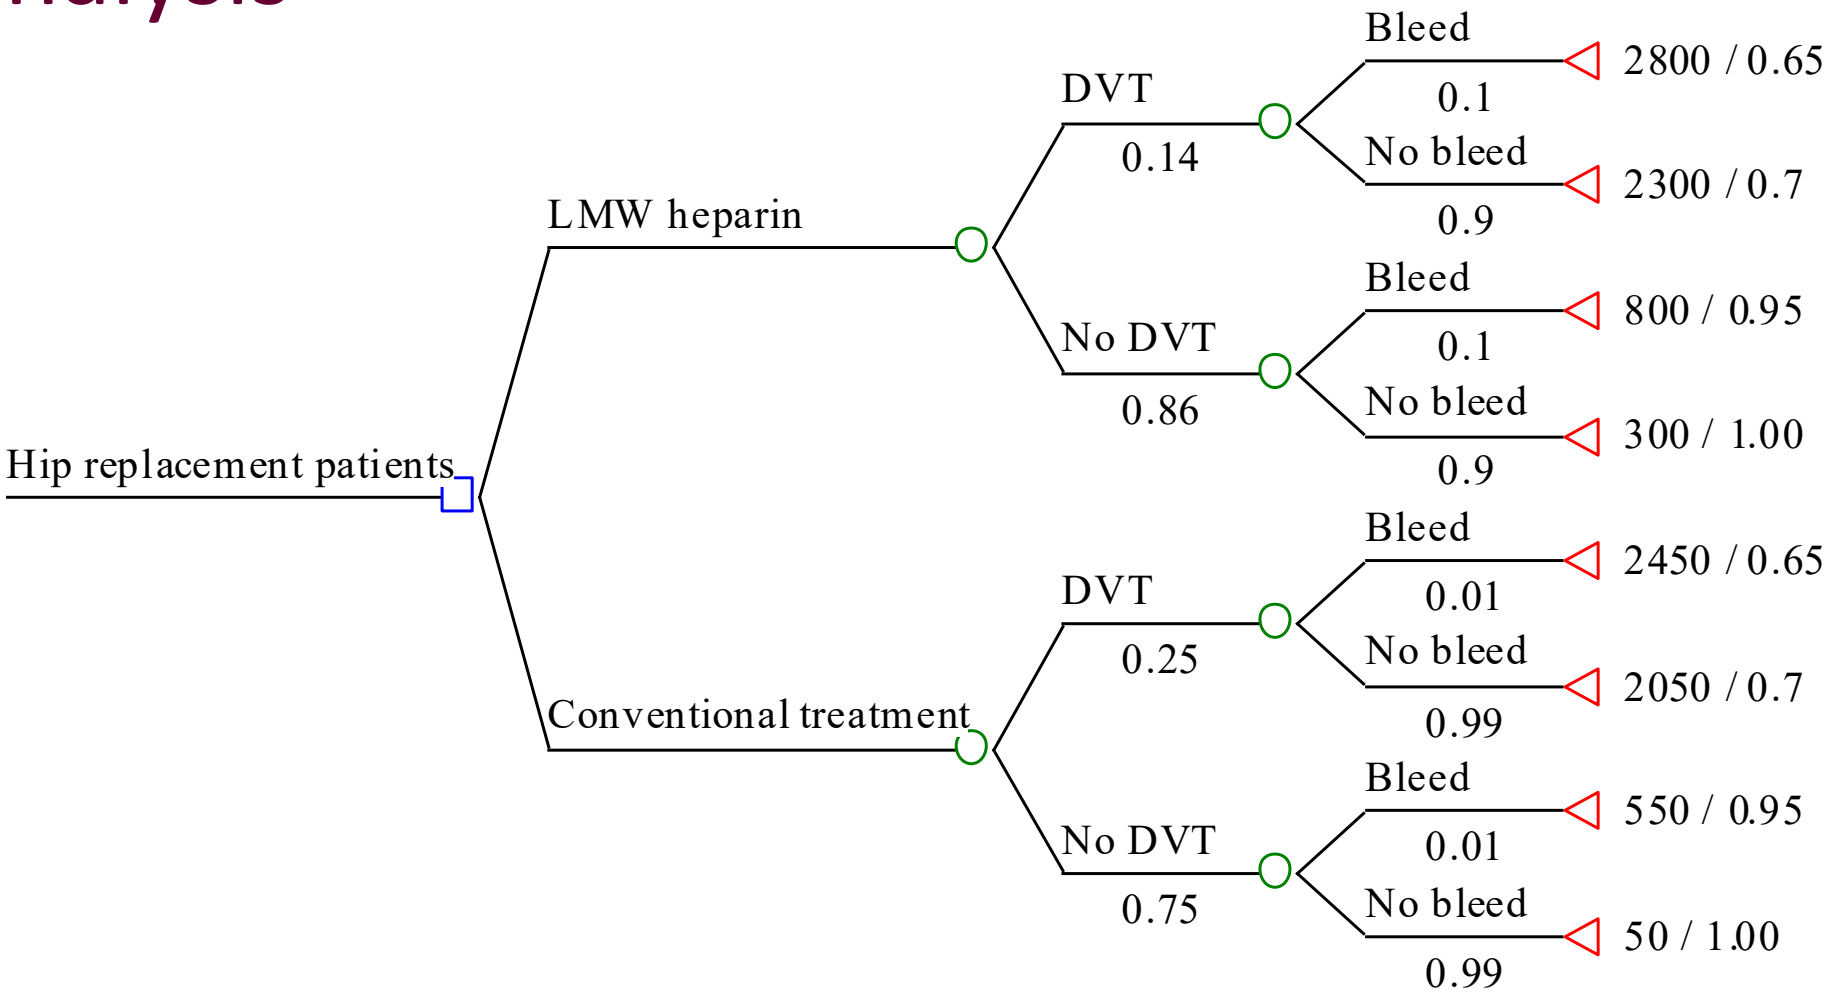 Bleed
2800 / 0.65
DVT
0.1
0.14
No bleed
2300 / 0.7
0.9
LMW heparin
Bleed
800 / 0.95
No DVT
0.1
0.86
No bleed
300 / 1.00
0.9
Hip replacement patients
Bleed
2450 / 0.65
DVT
0.01
0.25
No bleed
2050 / 0.7
0.99
Conventional treatment
Bleed
550 / 0.95
No DVT
0.01
0.75
No bleed
50 / 1.00
0.99